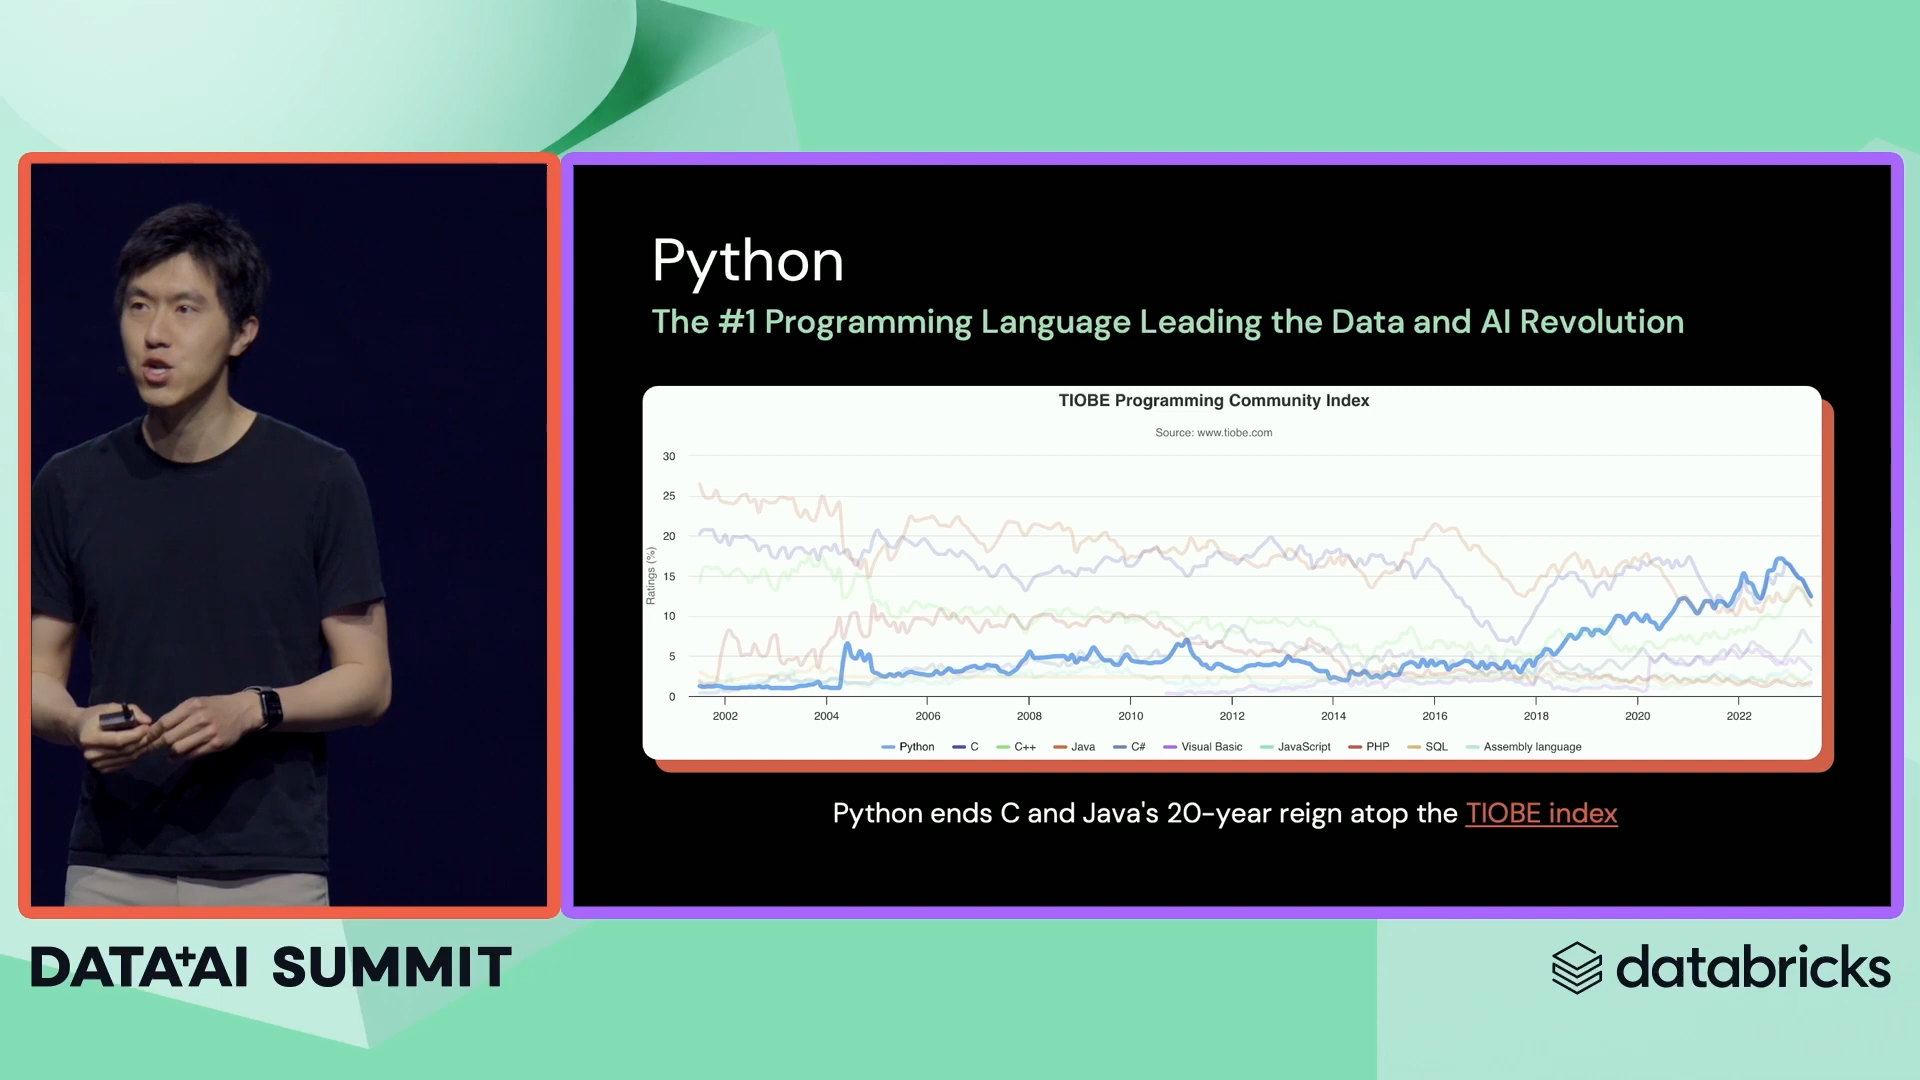 Python
The #1 Programming Language Leading the Data and AI Revolution
TIOBE Programming Community Index
Source: www.tiobe.com
Ratings (%)
30
25
20
15
10
5
0
2002 2004 2006 2008 2010 2012 2014 2016 2018 2020 2022
Python C C++ Java C# Visual Basic JavaScript PHP SQL Assembly language
Python ends C and Java's 20-year reign atop the TIOBE index
DATA+AI SUMMIT
databricks